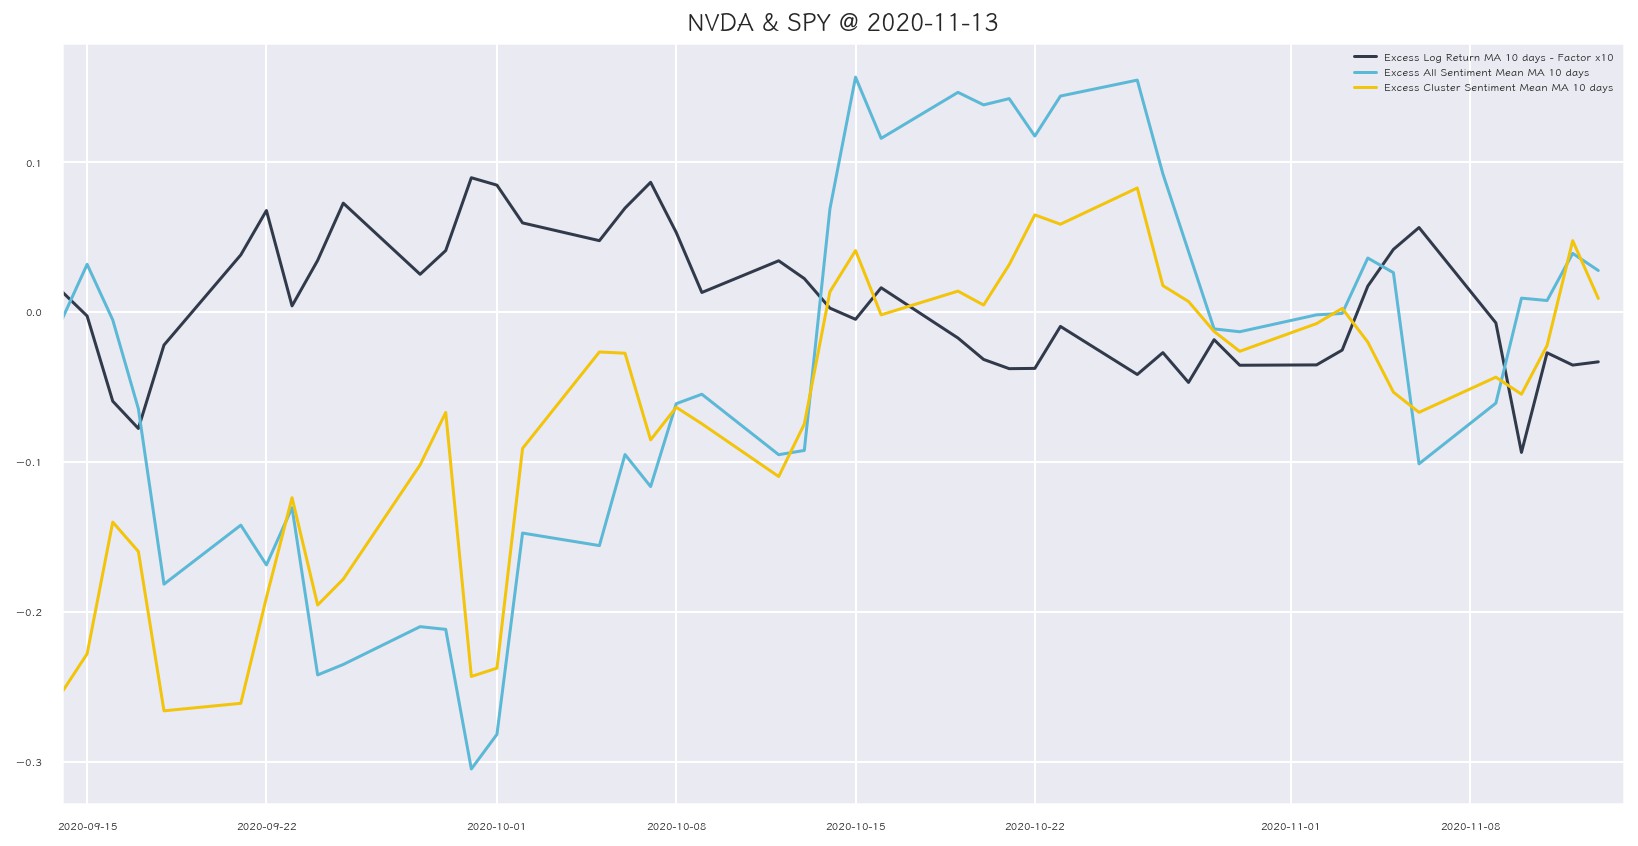 NVDA & SPY @ 2020-11-13
Excess Log Return MA 10 days - Factor x10
Excess All Sentiment Mean MA 10 days
Excess Cluster Sentiment Mean MA 10 days
0.1
0.0
−0.1
−0.2
−0.3
2020-09-15 2020-09-22 2020-10-01 2020-10-08 2020-10-15 2020-10-22 2020-11-01 2020-11-08